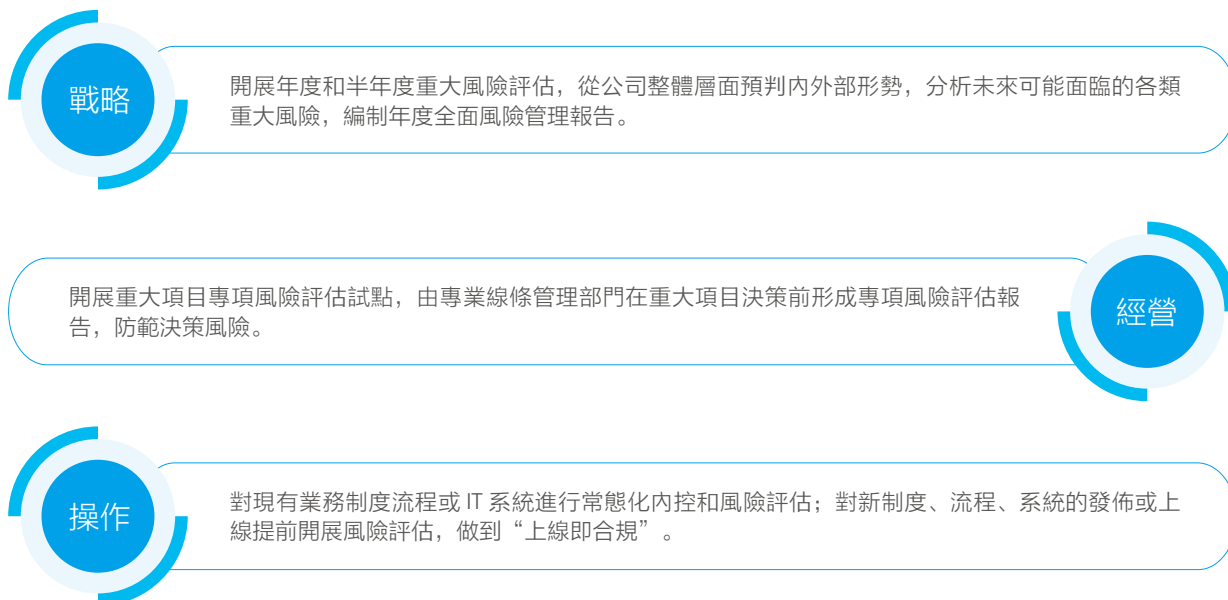 戰略
開展年度和半年度重大風險評估，從公司整體層面預判內外部形勢，分析未來可能面臨的各類
重大風險，編制年度全面風險管理報告。
開展重大項目專項風險評估試點，由專業線條管理部門在重大項目決策前形成專項風險評估報
告，防範決策風險。
經營
操作
對現有業務制度流程或 IT 系統進行常態化內控和風險評估；對新制度、流程、系統的發佈或上
線提前開展風險評估，做到“上線即合規”。